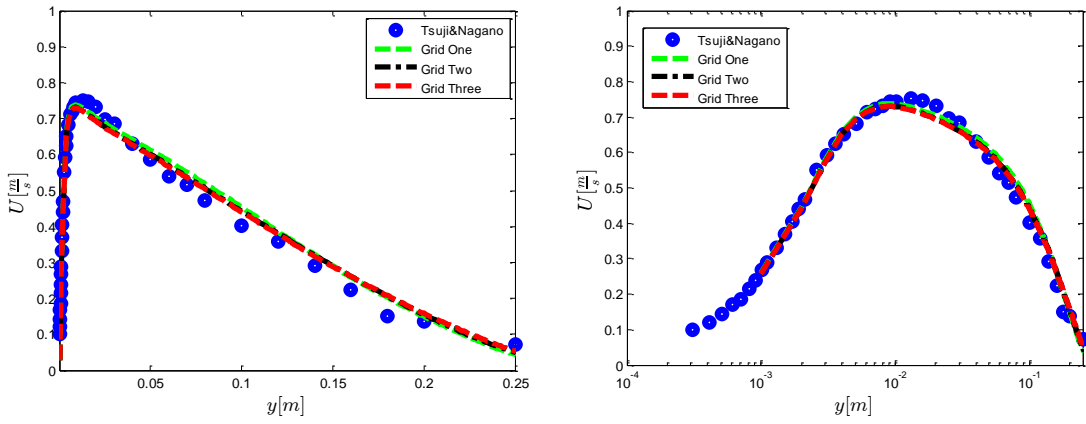 1
0.9
0.8
0.7
0.6
0.5
0.4
0.3
0.2
0.1
0
U[m/s]
0.05
0.1
0.15
0.2
0.25
y[m]
Tsuji&Nagano
Grid One
Grid Two
Grid Three
1
0.9
0.8
0.7
0.6
0.5
0.4
0.3
0.2
0.1
0
U[m/s]
10^-4
10^-3
10^-2
10^-1
y[m]
Tsuji&Nagano
Grid One
Grid Two
Grid Three